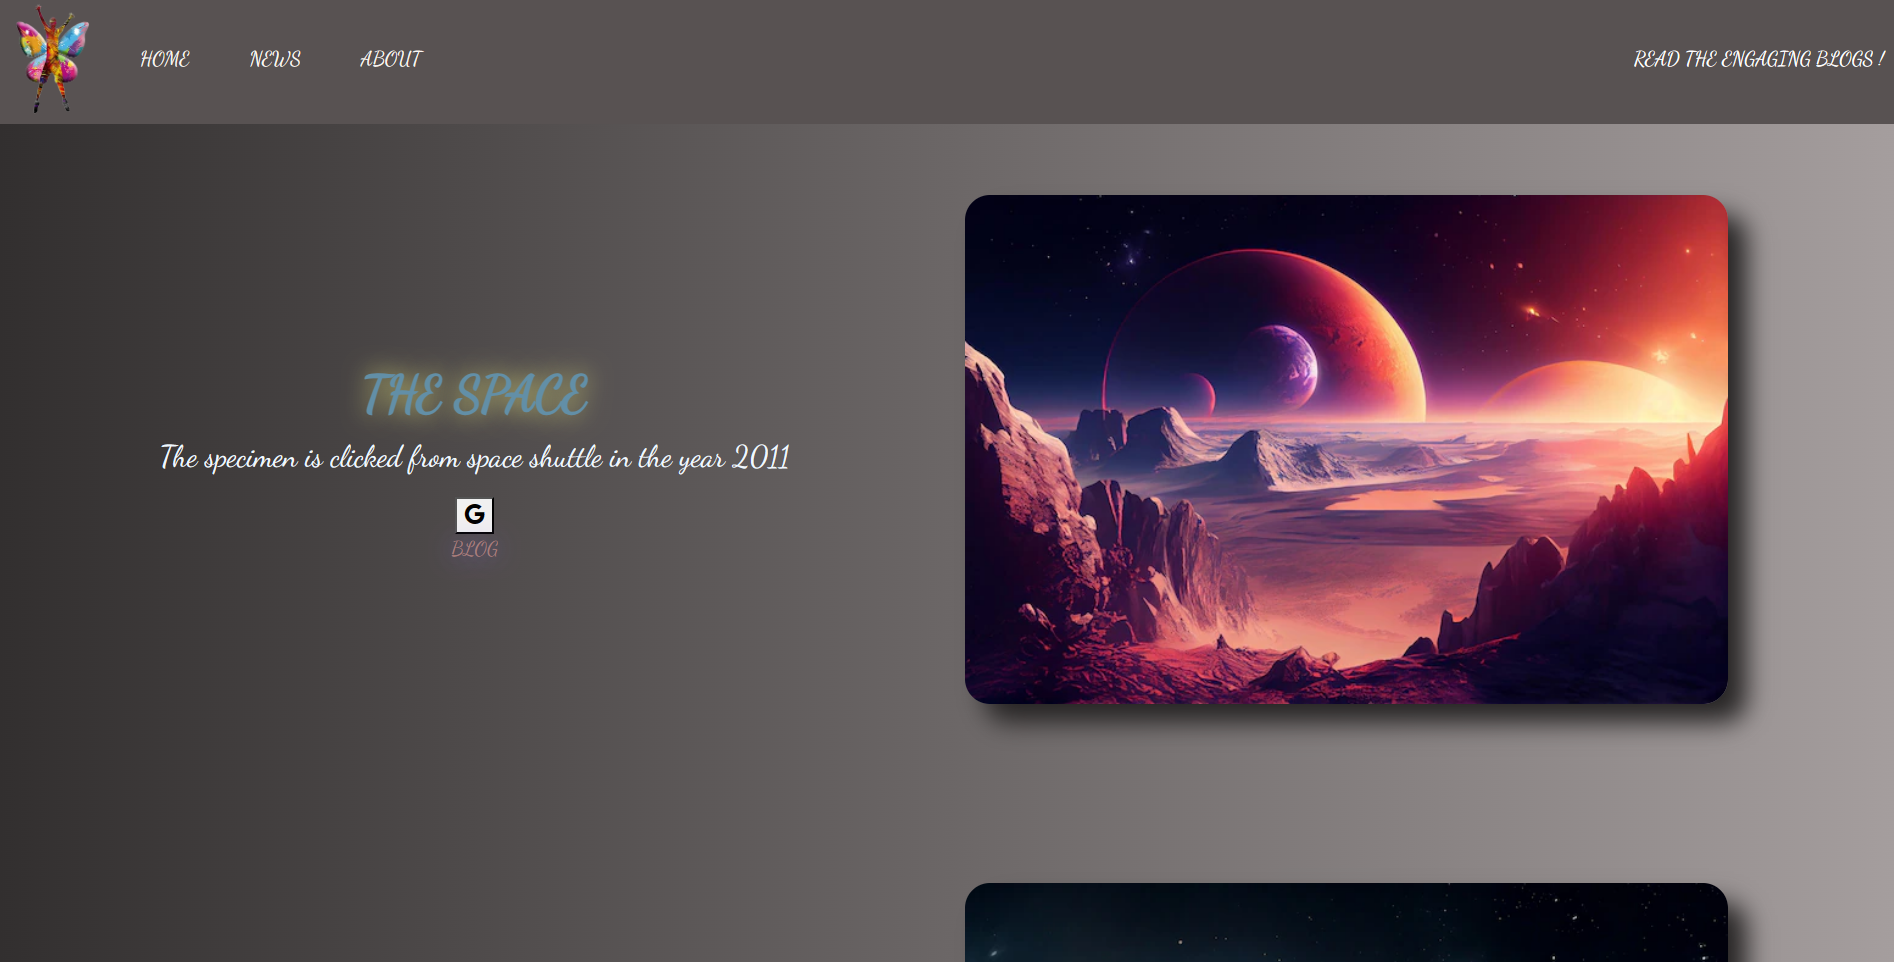 HOME NEWS ABOUT READ THE ENGAGING BLOGS !
THE SPACE
The specimen is clicked from space shuttle in the year 2011
G
BLOG